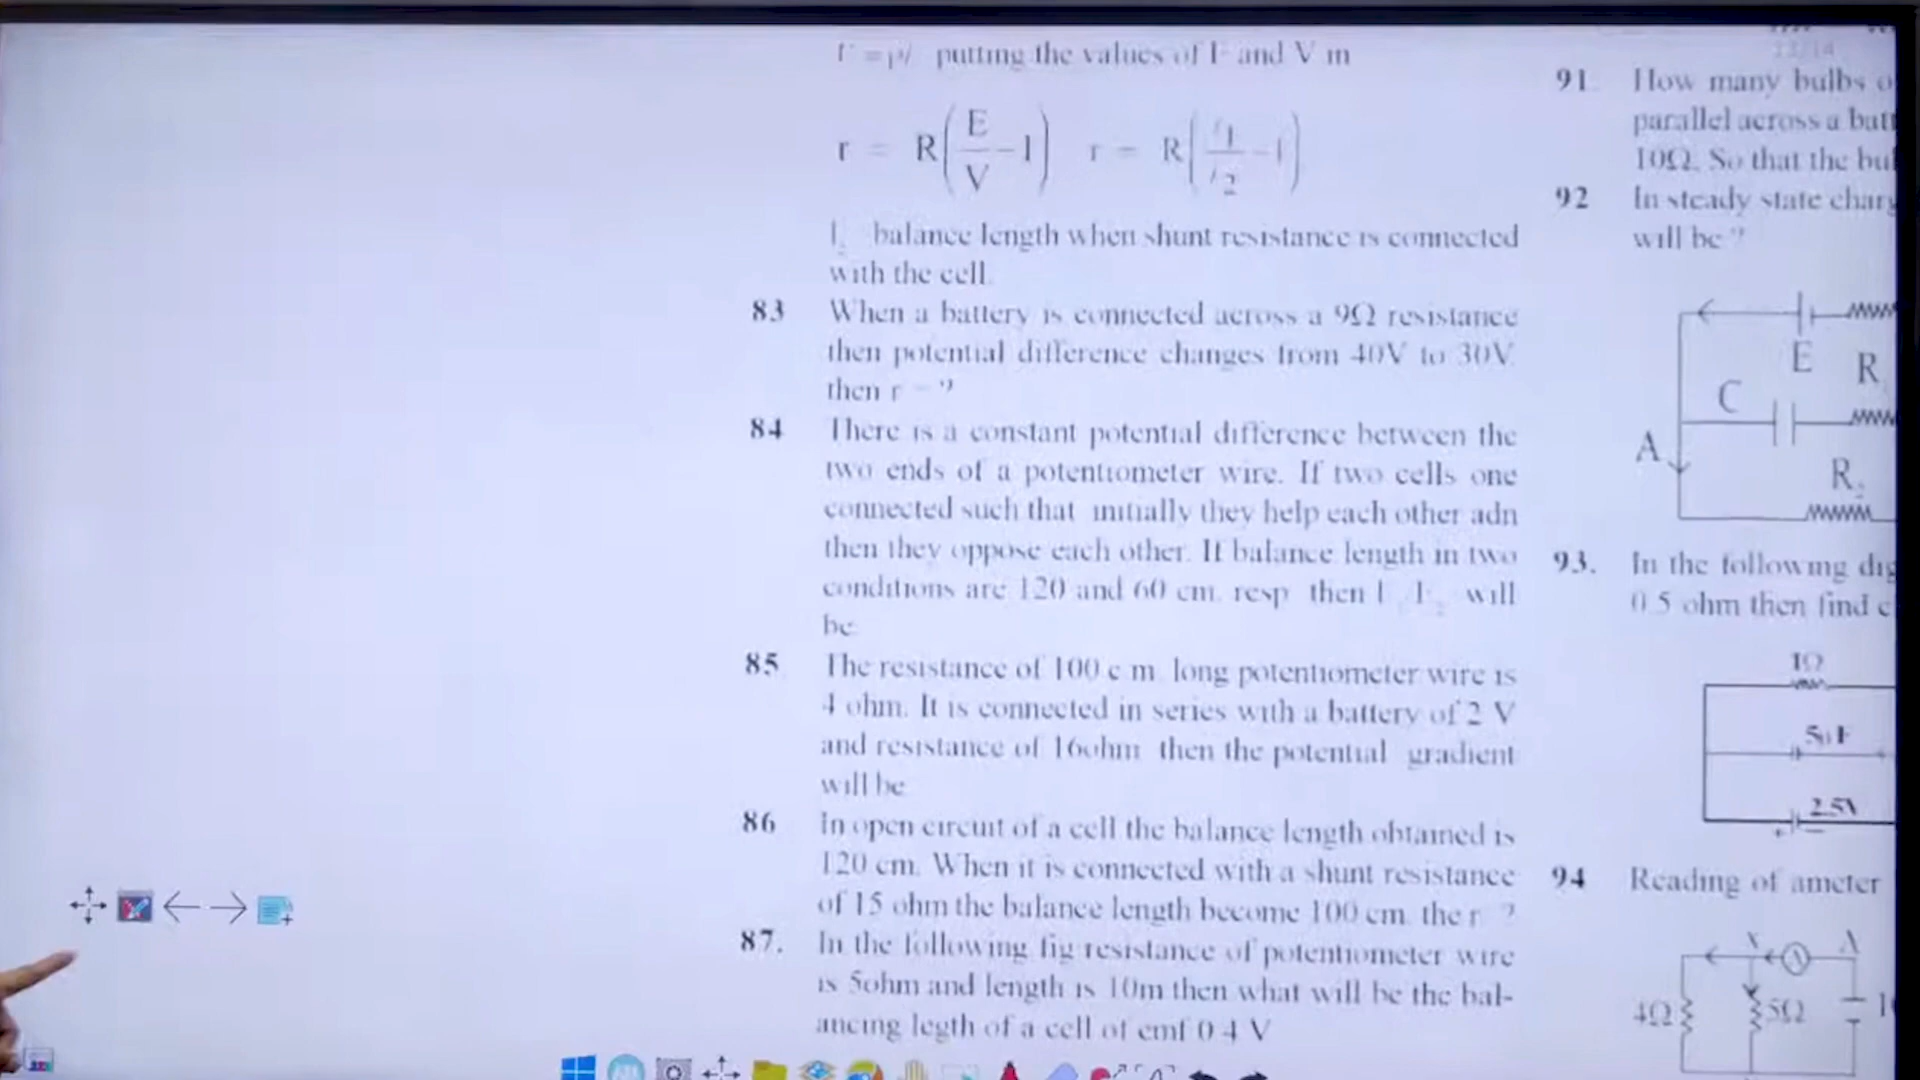 putting the values of E and V in
r = R(E/V - 1) r = R(l1/l2 - 1)
l2 balance length when shunt resistance is connected
with the cell.
83 When a battery is connected across a 9Ω resistance
then potential difference changes from 40V to 30V
then r = ?
84 There is a constant potential difference between the
two ends of a potentiometer wire. If two cells one
connected such that initially they help each other adn
then they oppose each other. If balance length in two
conditions are 120 and 60 cm. resp then will
be
85 The resistance of 100 c m long potentiometer wire is
4 ohm. It is connected in series with a battery of 2 V
and resistance of 16ohm then the potential gradient
will be
86 In open circuit of a cell the balance length obtained is
120 cm. When it is connected with a shunt resistance
of 15 ohm the balance length become 100 cm. the r ?
87. In the following fig resistance of potentiometer wire
is 5ohm and length is 10m then what will be the bal-
ancing legth of a cell of emf 0.4 V
91 How many bulbs
parallel across a
10Ω. So that the
92 In steady state
will be ?
E R
C
A
R2
93. In the following
0.5 ohm then find
1Ω
2.5V
94 Reading of ameter
A
4Ω 5Ω